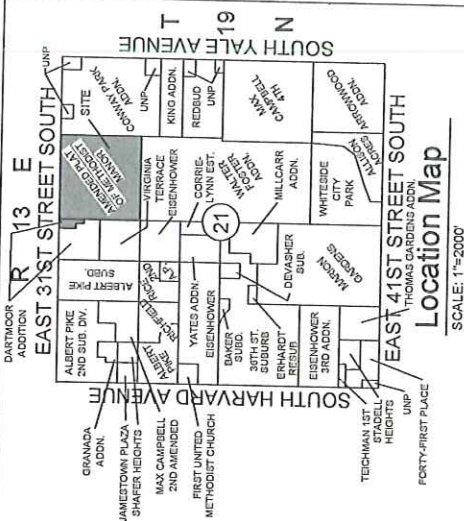 R 13 E
T
19
N
SOUTH YALE AVENUE
EAST 31ST STREET SOUTH
SOUTH HARVARD AVENUE
EAST 41ST STREET SOUTH
DARTMOOR
ADDITION
UNP
SITE
CONWAY PARK
ADDN.
UNP
KING ADDN.
REDBUD
UNP
MAX
CAMPBELL
4TH
ARROWWOOD
ADDN.
AMENDED PLAT
OF METHODIST
MANOR
VIRGINIA
TERRACE
EISENHOWER
CORRIE-
LYNN EST.
WALTER
FOSTER
ADDN.
MILLCARR
ADDN.
WHITESIDE
CITY
PARK
ALLISON
ACRES
21
ALBERT PIKE
SUBD.
ALBERT PIKE
2ND SUB. DIV.
2ND
A.P.
RICHFIELD
ALBERT
PIKE
YATES ADDN.
EISENHOWER
BAKER
SUBD.
36TH ST.
SUBURBS
ERHARDT
RESUB.
DEVASHER
SUB.
MARION
GARDENS
EISENHOWER
3RD ADDN.
THOMAS GARDENS ADDN.
GRANADA
ADDN.
JAMESTOWN PLAZA
SHAFER HEIGHTS
MAX CAMPBELL
2ND AMENDED
FIRST UNITED
METHODIST CHURCH
TEICHMAN 1ST
STADELL
HEIGHTS
UNP
FORTY-FIRST PLACE
Location Map
SCALE: 1"=2000'